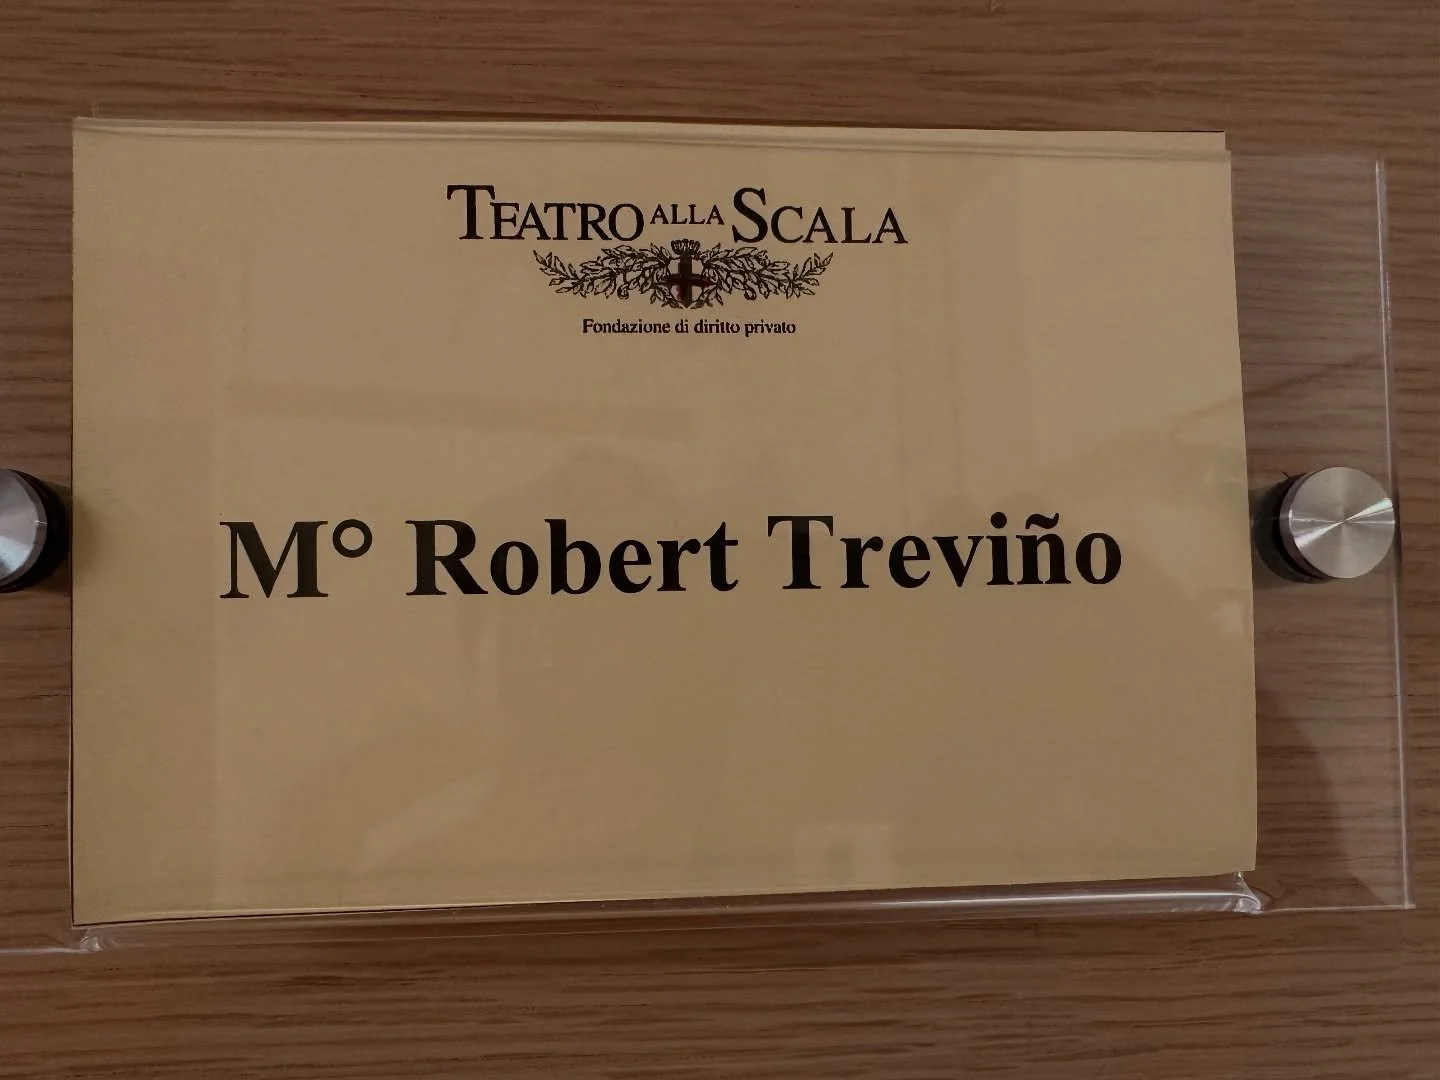 TEATRO ALLA SCALA
Fondazione di diritto privato
M° Robert Treviño